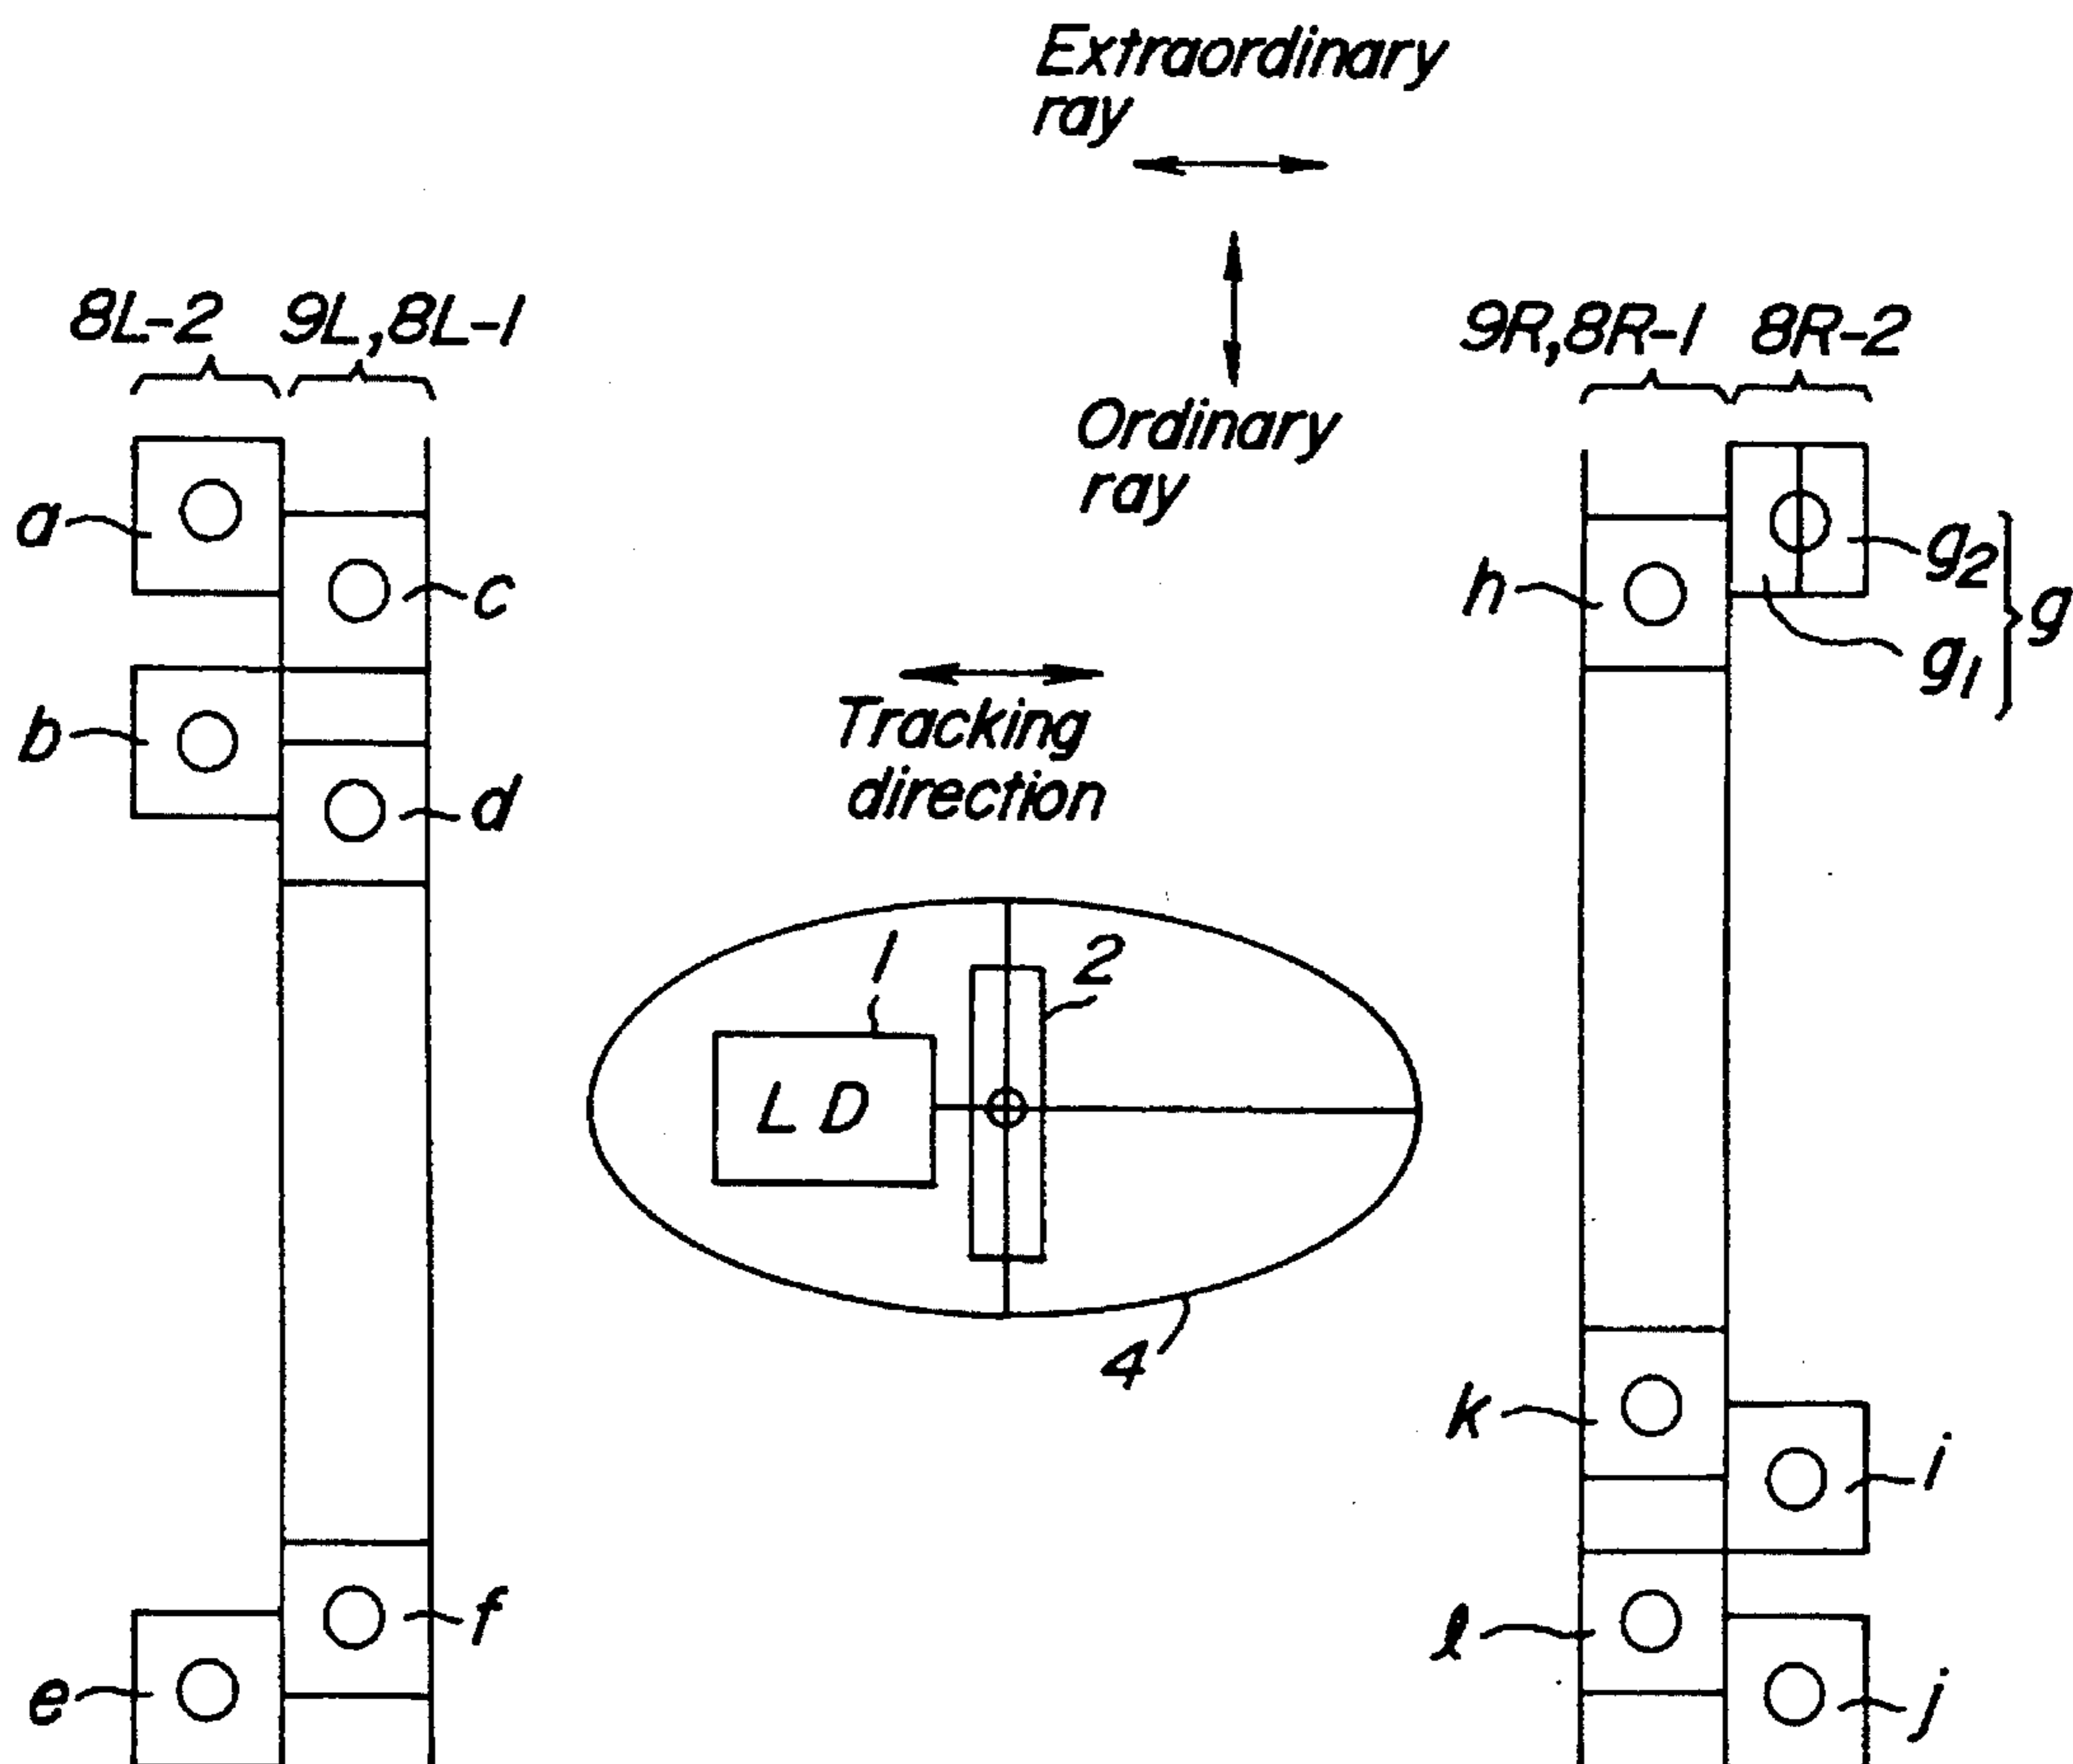 Extraordinary
ray
Ordinary
ray
8L-2 9L,8L-1
9R,8R-1 8R-2
a
c
b
d
h
g2
g1
g
Tracking
direction
1
2
LD
4
k
i
f
l
e
j